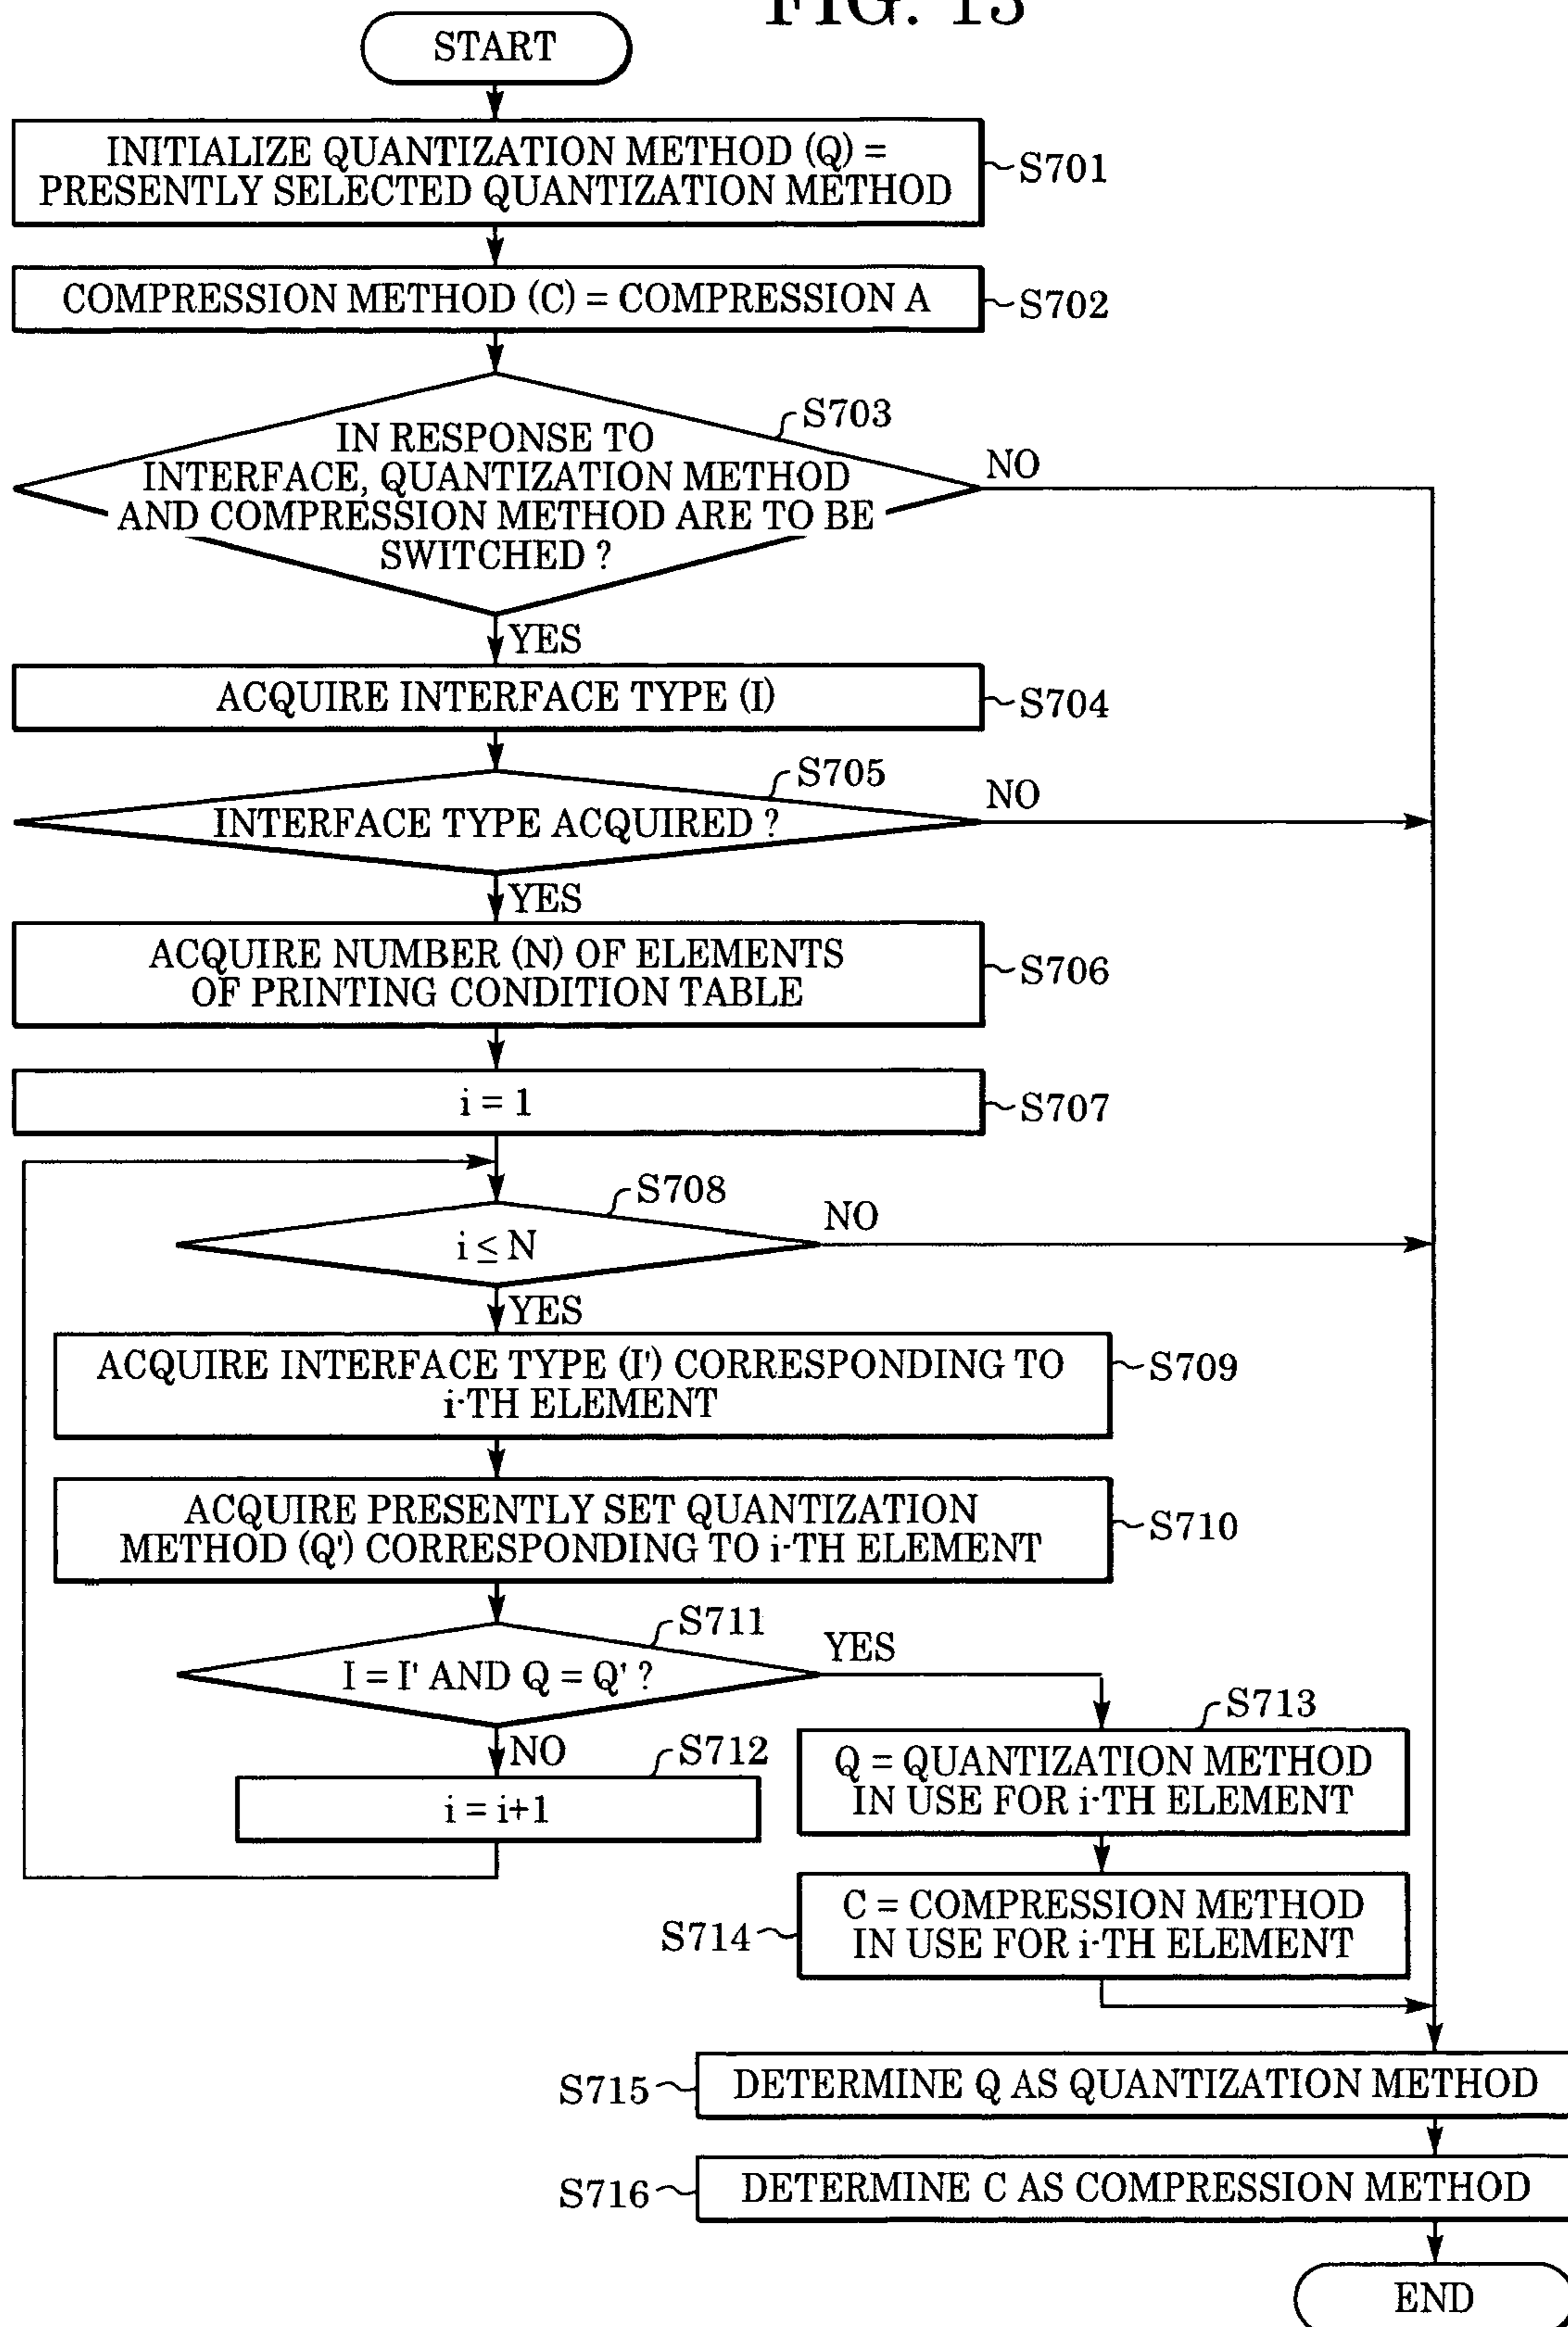 FIG. 13
START
INITIALIZE QUANTIZATION METHOD (Q) =
PRESENTLY SELECTED QUANTIZATION METHOD
S701
COMPRESSION METHOD (C) = COMPRESSION A
S702
S703
IN RESPONSE TO
INTERFACE, QUANTIZATION METHOD
AND COMPRESSION METHOD ARE TO BE
SWITCHED ?
NO
YES
ACQUIRE INTERFACE TYPE (I)
S704
S705
INTERFACE TYPE ACQUIRED ?
NO
YES
ACQUIRE NUMBER (N) OF ELEMENTS
OF PRINTING CONDITION TABLE
S706
i = 1
S707
S708
i ≤ N
NO
YES
ACQUIRE INTERFACE TYPE (I') CORRESPONDING TO
i-TH ELEMENT
S709
ACQUIRE PRESENTLY SET QUANTIZATION
METHOD (Q') CORRESPONDING TO i-TH ELEMENT
S710
S711
I = I' AND Q = Q' ?
YES
NO
S712
i = i+1
S713
Q = QUANTIZATION METHOD
IN USE FOR i-TH ELEMENT
C = COMPRESSION METHOD
IN USE FOR i-TH ELEMENT
S714
S715
DETERMINE Q AS QUANTIZATION METHOD
S716
DETERMINE C AS COMPRESSION METHOD
END